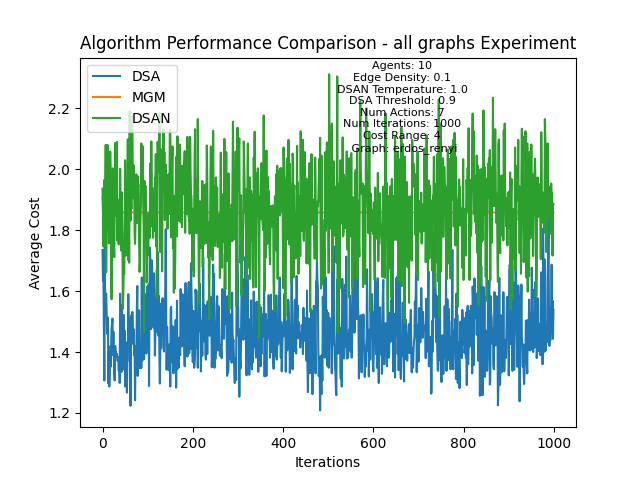 Algorithm Performance Comparison - all graphs Experiment
DSA
MGM
DSAN
Agents: 10
Edge Density: 0.1
DSAN Temperature: 1.0
DSA Threshold: 0.9
Num Actions: 7
Num Iterations: 1000
Cost Range: 4
Graph: erdos_renyi
Average Cost
2.2
2.0
1.8
1.6
1.4
1.2
0
200
400
600
800
1000
Iterations